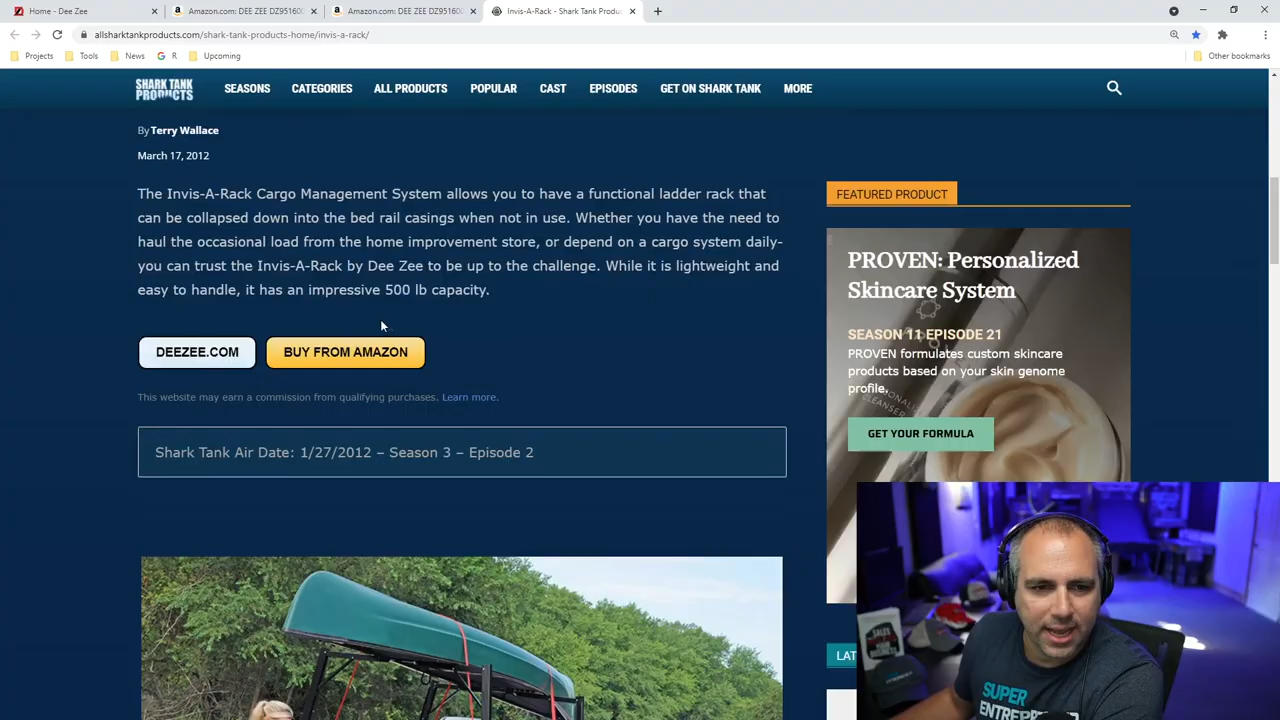 Home - Dee Zee
Amazon.com: DEE ZEE DZ951600
Amazon.com: DEE ZEE DZ951600
Invis-A-Rack - Shark Tank Produc
allsharktankproducts.com/shark-tank-products-home/invis-a-rack/
Projects
Tools
News
R
Upcoming
Other bookmarks
SHARK TANK
PRODUCTS
SEASONS
CATEGORIES
ALL PRODUCTS
POPULAR
CAST
EPISODES
GET ON SHARK TANK
MORE
By Terry Wallace
March 17, 2012
The Invis-A-Rack Cargo Management System allows you to have a functional ladder rack that
can be collapsed down into the bed rail casings when not in use. Whether you have the need to
haul the occasional load from the home improvement store, or depend on a cargo system daily-
you can trust the Invis-A-Rack by Dee Zee to be up to the challenge. While it is lightweight and
easy to handle, it has an impressive 500 lb capacity.
DEEZEE.COM
BUY FROM AMAZON
This website may earn a commission from qualifying purchases. Learn more.
Shark Tank Air Date: 1/27/2012 – Season 3 – Episode 2
FEATURED PRODUCT
PROVEN: Personalized
Skincare System
SEASON 11 EPISODE 21
PROVEN formulates custom skincare
products based on your skin genome
profile.
CLEANSER
GET YOUR FORMULA
LAT
SUPER
ENTREPRE